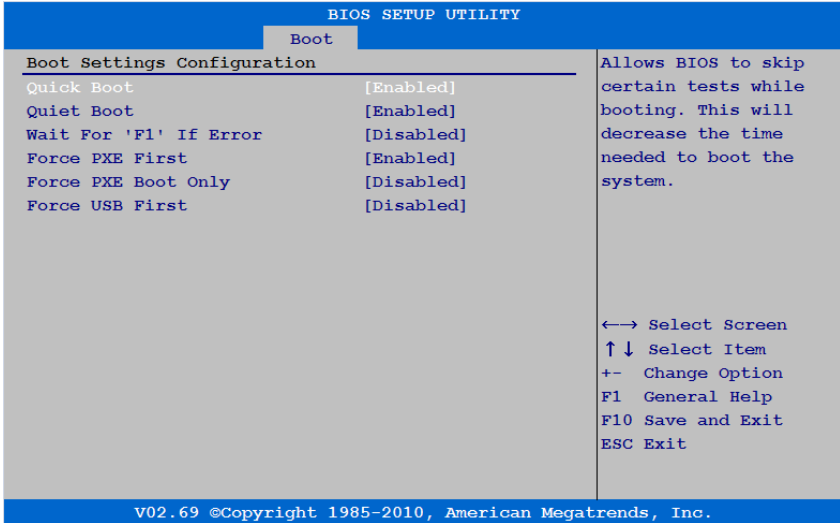 BIOS SETUP UTILITY
Boot
Boot Settings Configuration
Quick Boot [Enabled]
Quiet Boot [Enabled]
Wait For 'F1' If Error [Disabled]
Force PXE First [Enabled]
Force PXE Boot Only [Disabled]
Force USB First [Disabled]
Allows BIOS to skip
certain tests while
booting. This will
decrease the time
needed to boot the
system.
←→ Select Screen
↑↓ Select Item
+- Change Option
F1 General Help
F10 Save and Exit
ESC Exit
V02.69 ©Copyright 1985-2010, American Megatrends, Inc.